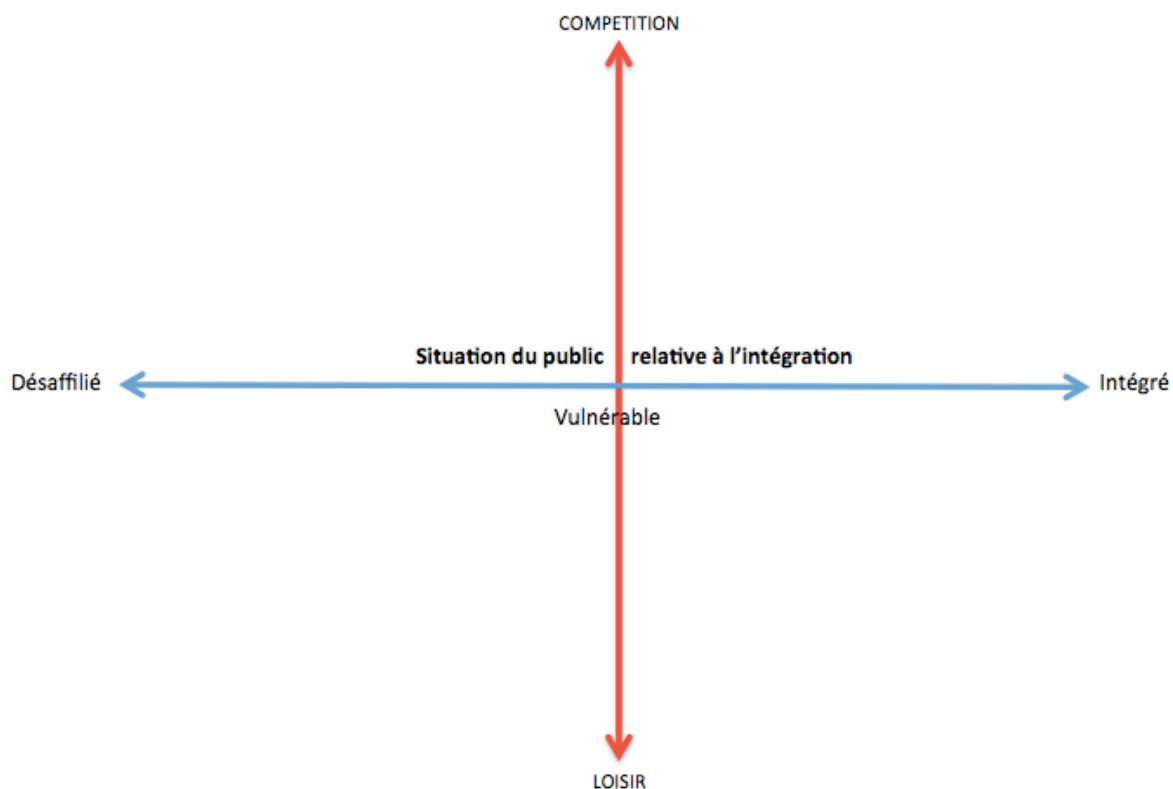 COMPETITION
Situation du public relative à l'intégration
Désaffilié
Intégré
Vulnérable
LOISIR